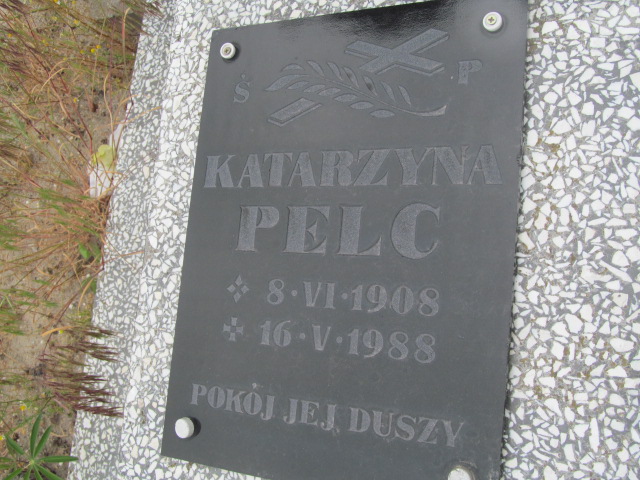 Ś P
KATARZYNA
PELC
8·VI·1908
16·V·1988
POKÓJ JEJ DUSZY